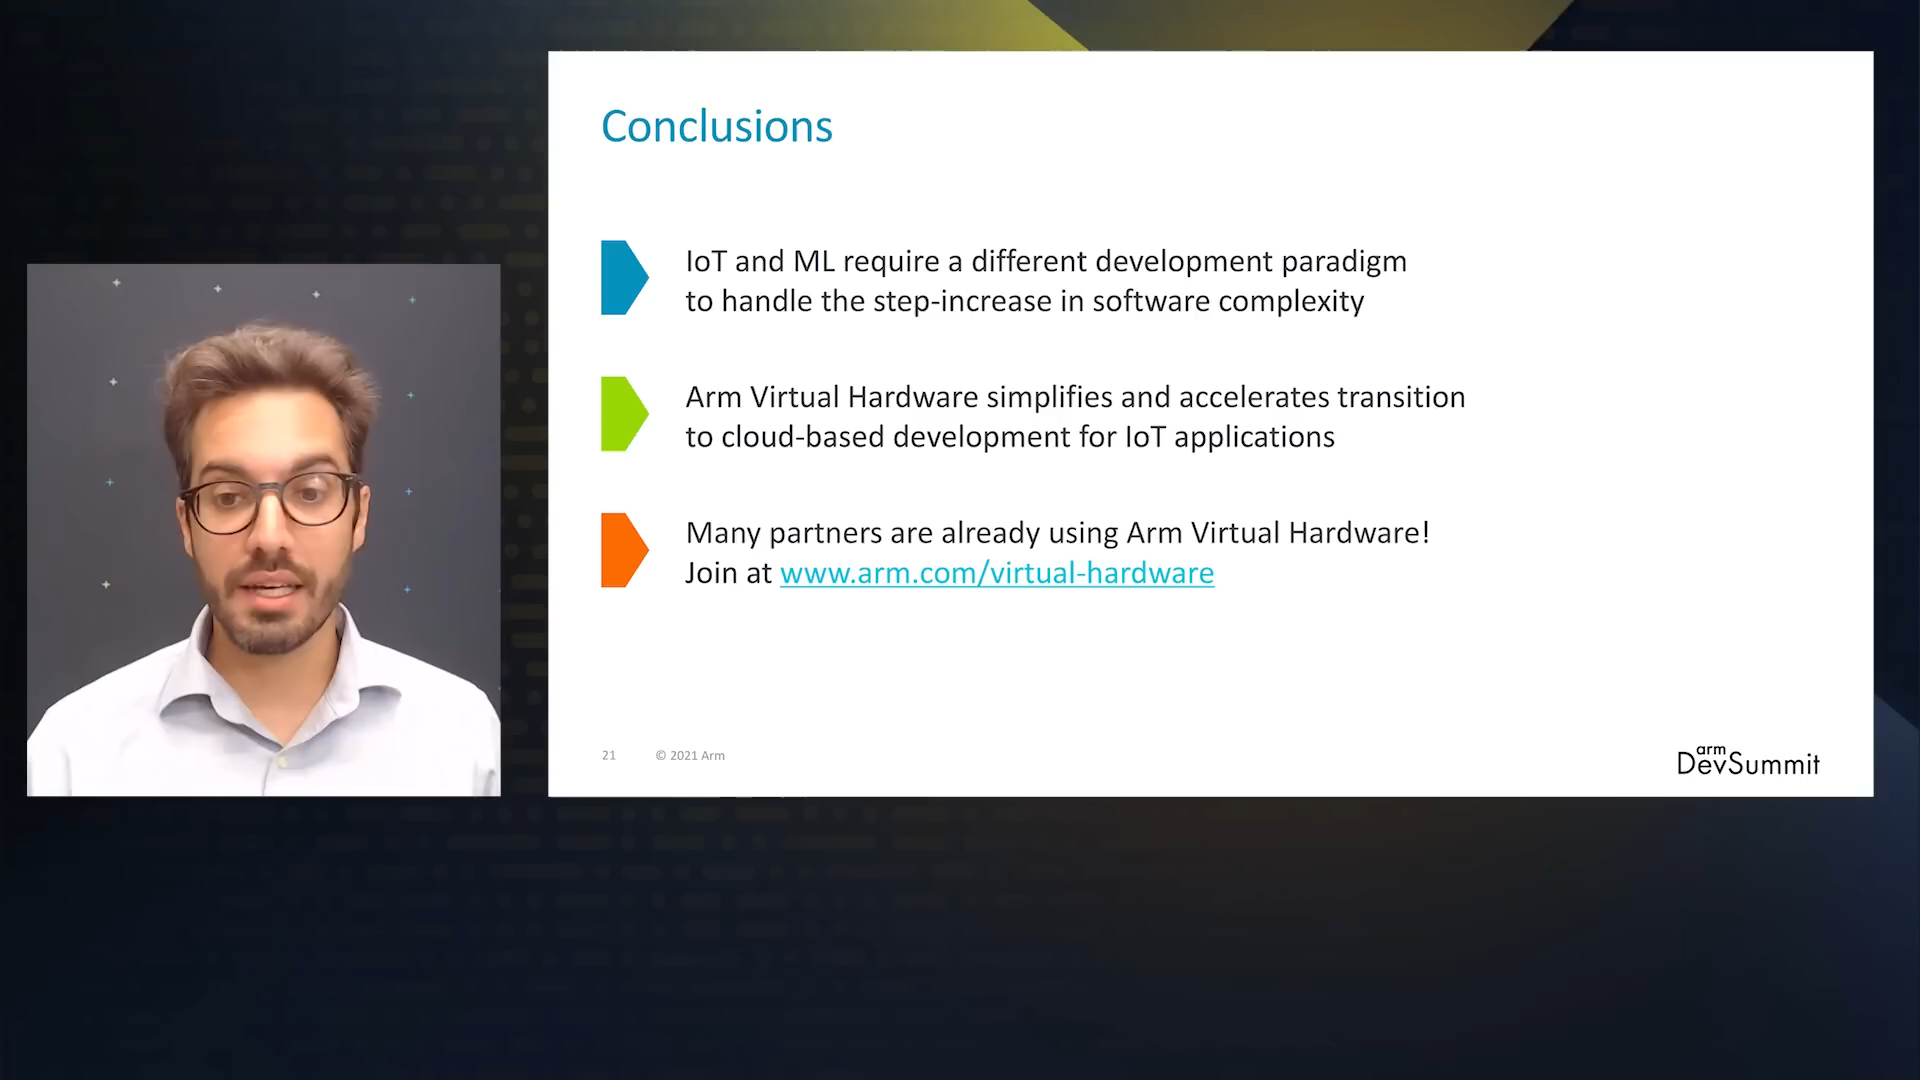 Conclusions
IoT and ML require a different development paradigm
to handle the step-increase in software complexity
Arm Virtual Hardware simplifies and accelerates transition
to cloud-based development for IoT applications
Many partners are already using Arm Virtual Hardware!
Join at www.arm.com/virtual-hardware
21 © 2021 Arm
arm
DevSummit